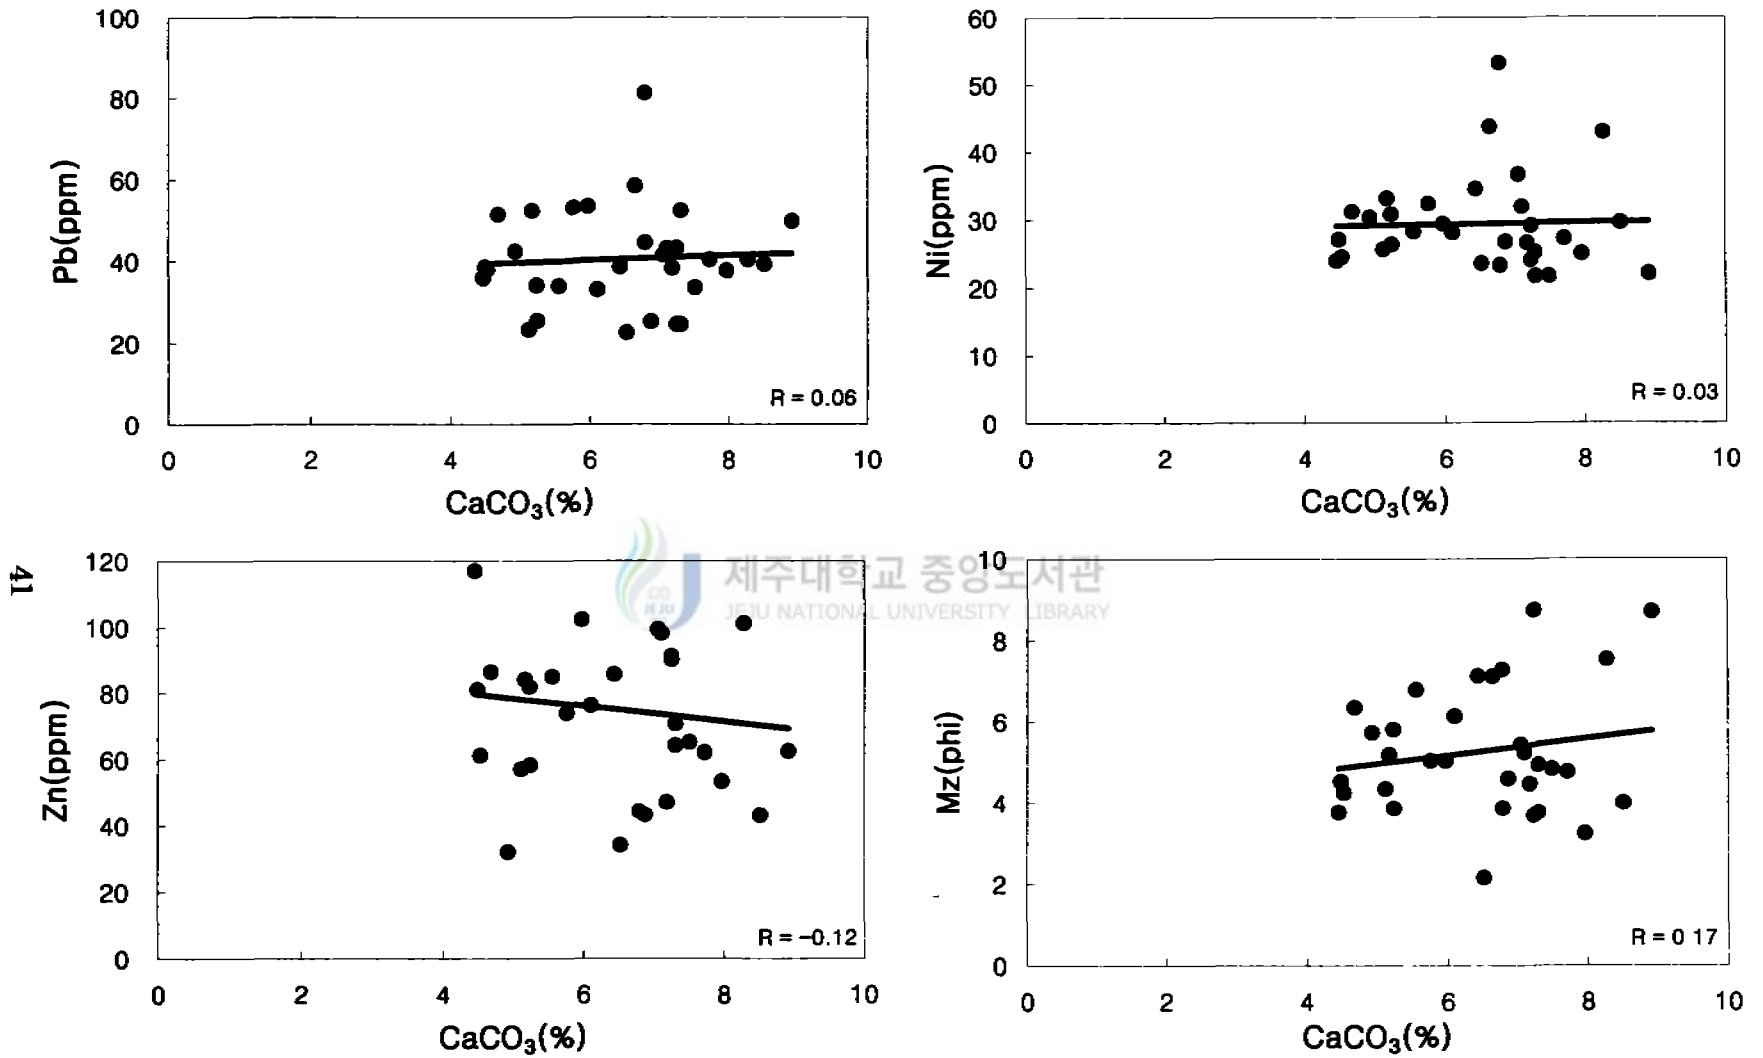 100
80
60
40
20
0
Pb(ppm)
R = 0.06
0 2 4 6 8 10
CaCO₃(%)
60
50
40
30
20
10
0
Ni(ppm)
R = 0.03
0 2 4 6 8 10
CaCO₃(%)
41
120
100
80
60
40
20
0
Zn(ppm)
R = −0.12
0 2 4 6 8 10
CaCO₃(%)
제주대학교 중앙도서관
JEJU NATIONAL UNIVERSITY LIBRARY
JEJU
10
8
6
4
2
0
Mz(phi)
R = 0 17
0 2 4 6 8 10
CaCO₃(%)